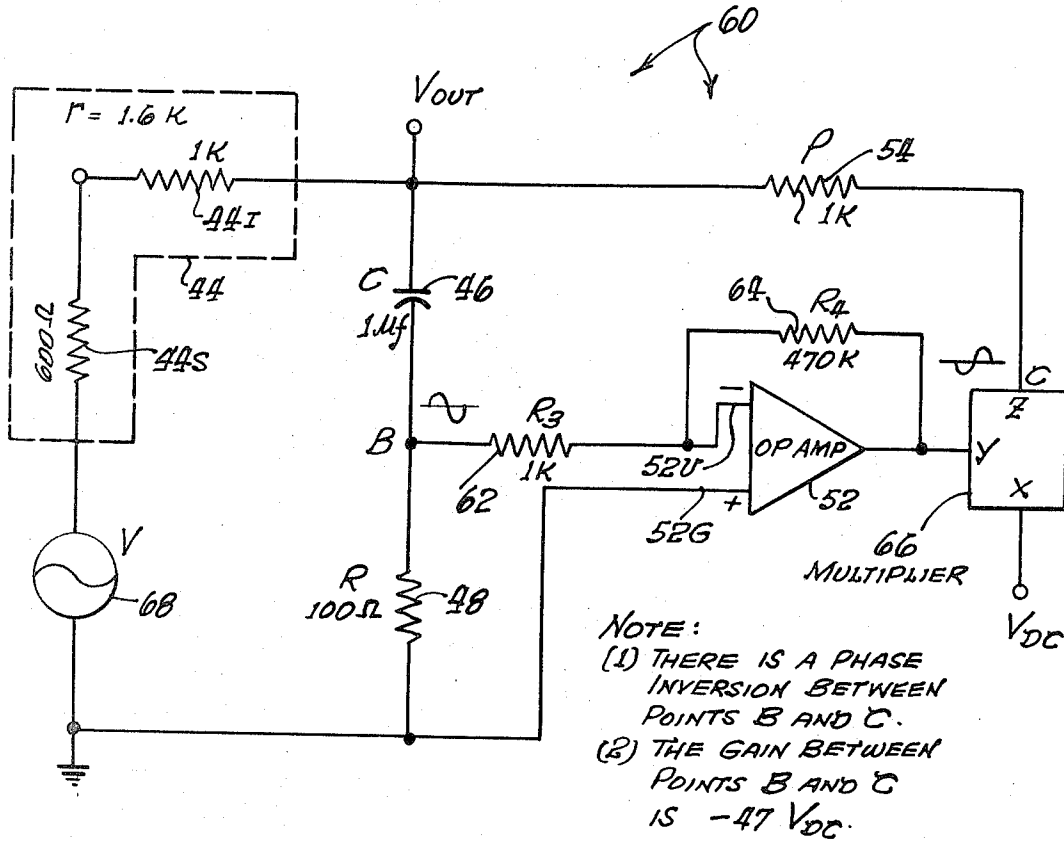 60
r = 1.6 K
VOUT
1K
44I
P
54
1K
44
C
46
1Mf
64
R4
470 K
600Ω
44S
C
Z
B
R3
1K
62
−
52U
OP AMP
52
+
52G
Y
X
66
MULTIPLIER
V
68
R
100Ω
48
VDC
NOTE:
(1) THERE IS A PHASE
INVERSION BETWEEN
POINTS B AND C.
(2) THE GAIN BETWEEN
POINTS B AND C
IS -47 VDC.